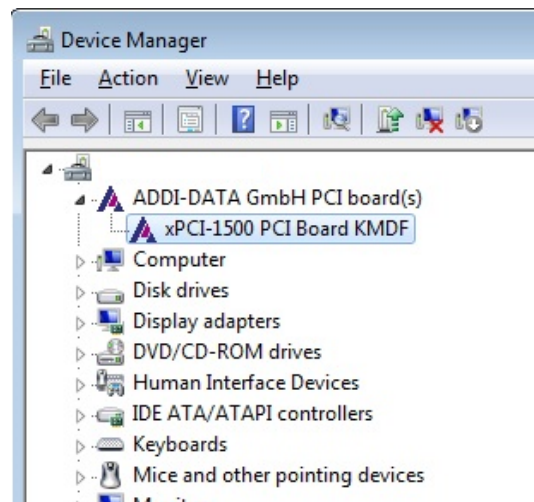 Device Manager
File Action View Help
ADDI-DATA GmbH PCI board(s)
xPCI-1500 PCI Board KMDF
Computer
Disk drives
Display adapters
DVD/CD-ROM drives
Human Interface Devices
IDE ATA/ATAPI controllers
Keyboards
Mice and other pointing devices